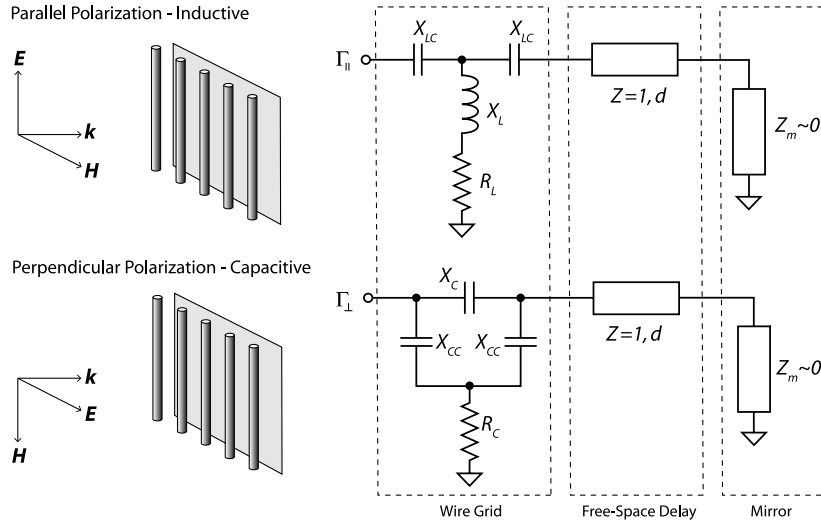 Parallel Polarization - Inductive
E
k
H
Γ||
X_LC
X_LC
X_L
R_L
Z=1, d
Z_m~0
Perpendicular Polarization - Capacitive
k
E
H
Γ⊥
X_C
X_CC
X_CC
R_C
Z=1, d
Z_m~0
Wire Grid
Free-Space Delay
Mirror